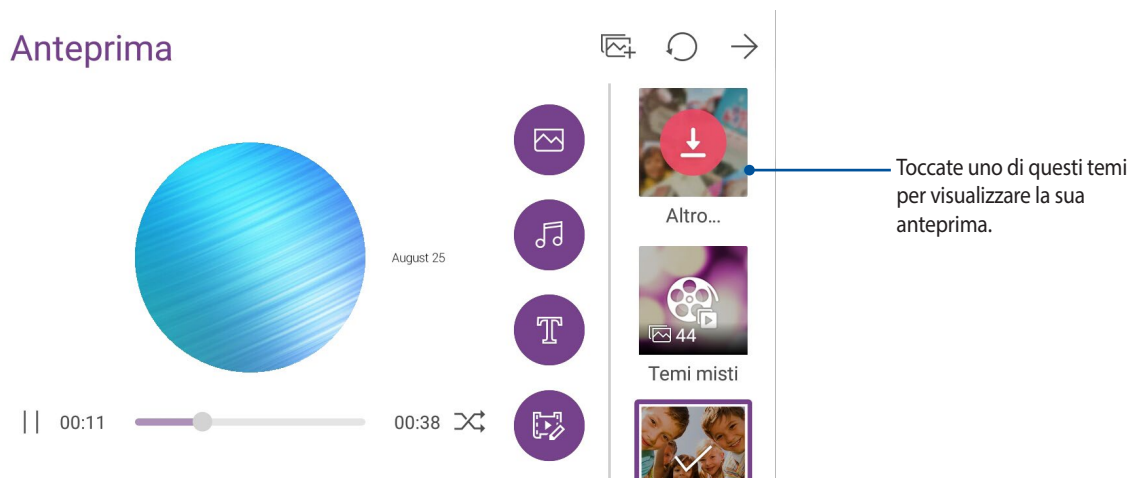 Anteprima
August 25
00:11
00:38
Altro...
44
Temi misti
Toccate uno di questi temi
per visualizzare la sua
anteprima.